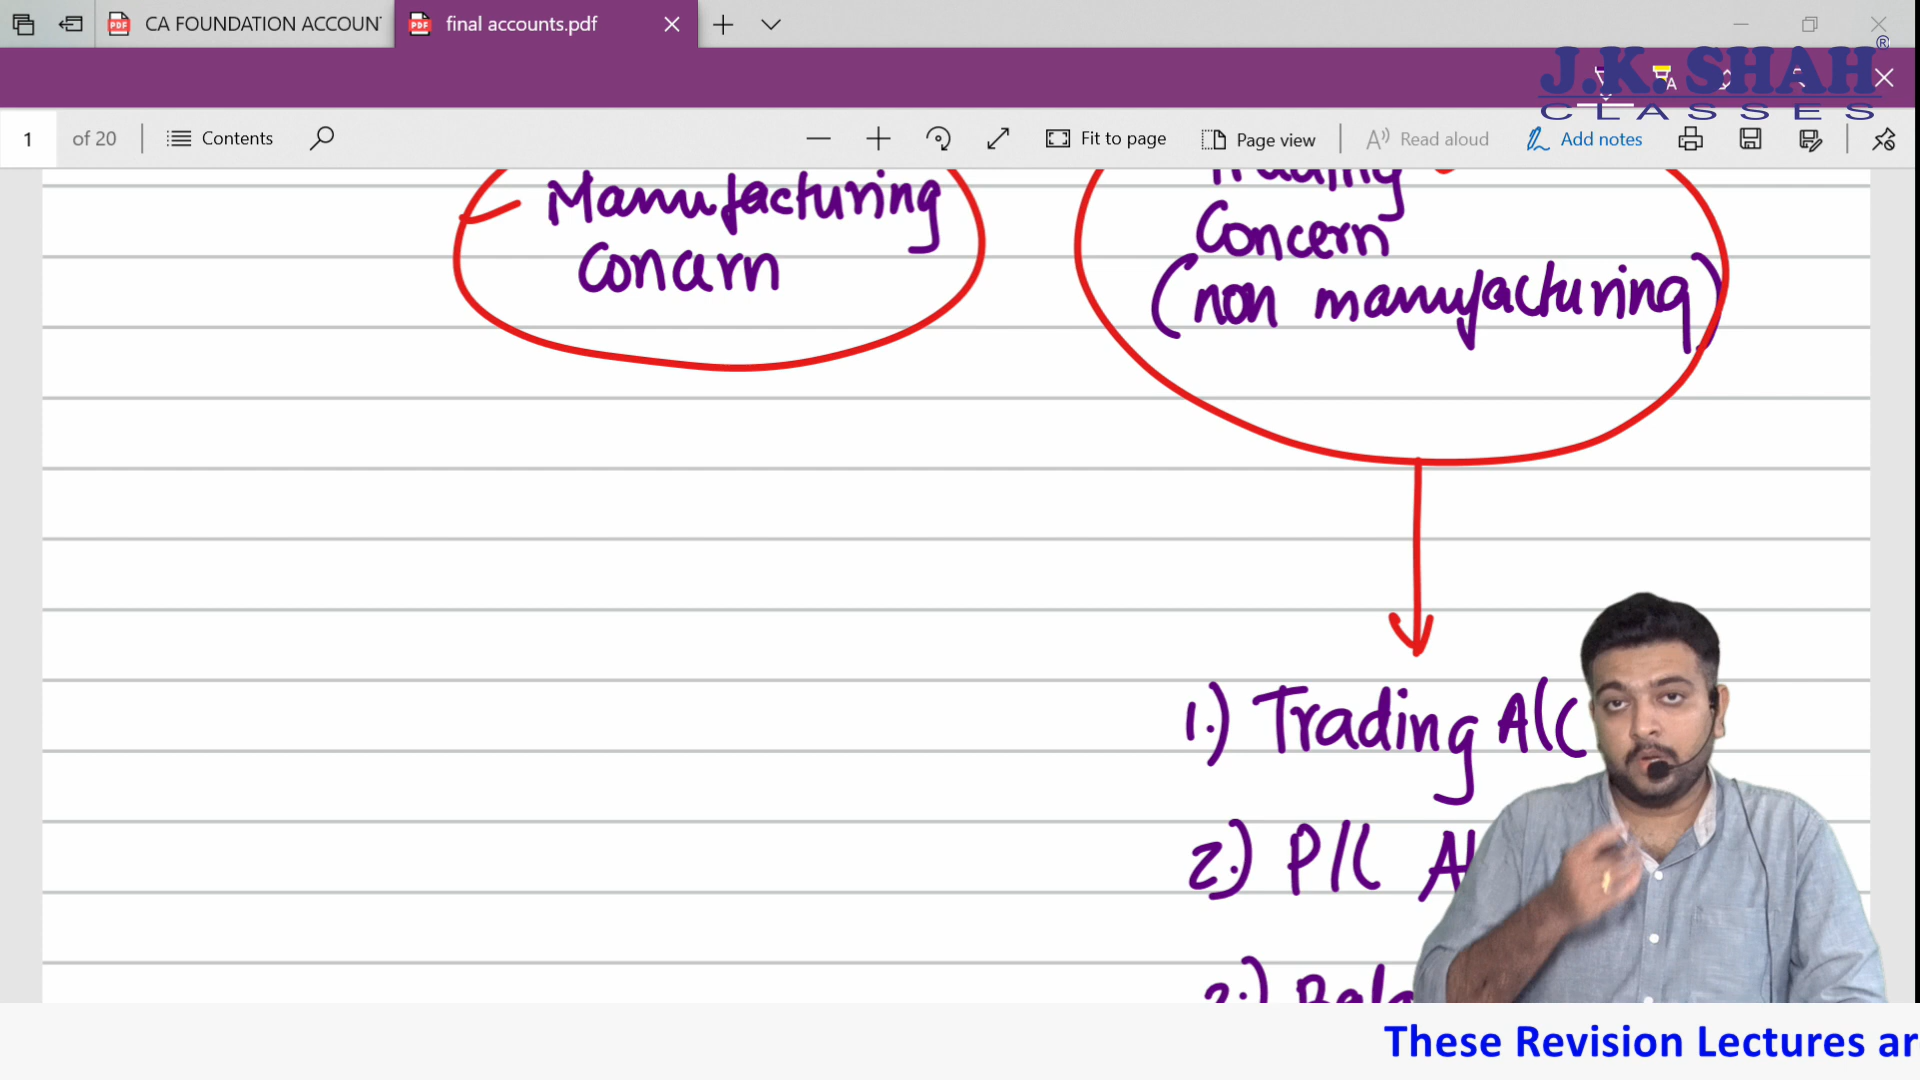 CA FOUNDATION ACCOUN
final accounts.pdf
J.K. SHAH®
CLASSES
1 of 20
Contents
Fit to page
Page view
Read aloud
Add notes
Manufacturing
Concern
Trading
Concern
(non manufacturing)
1.) Trading A/C
2.) P/L A/
These Revision Lectures ar